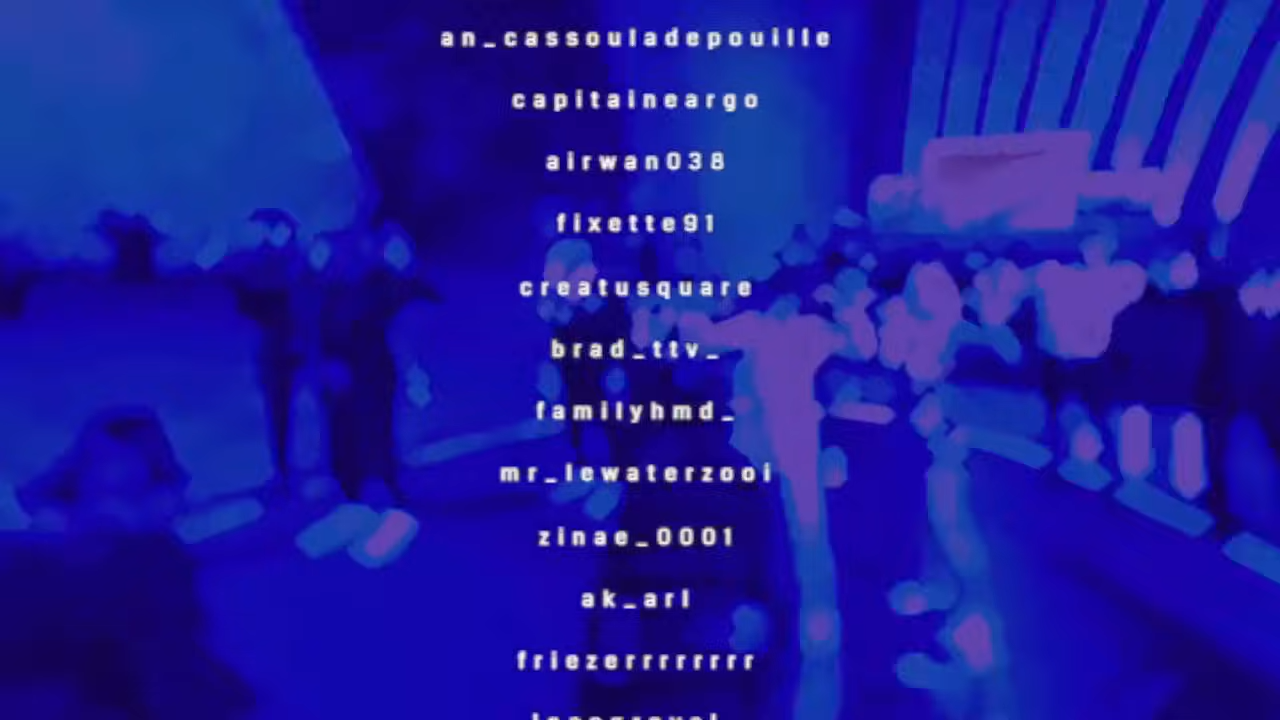 an_cassouladepouille
capitaineargo
airwan038
fixette91
creatusquare
brad_ttv_
familyhmd_
mr_lewaterzooi
zinae_0001
ak_arl
friezerrrrrrrr